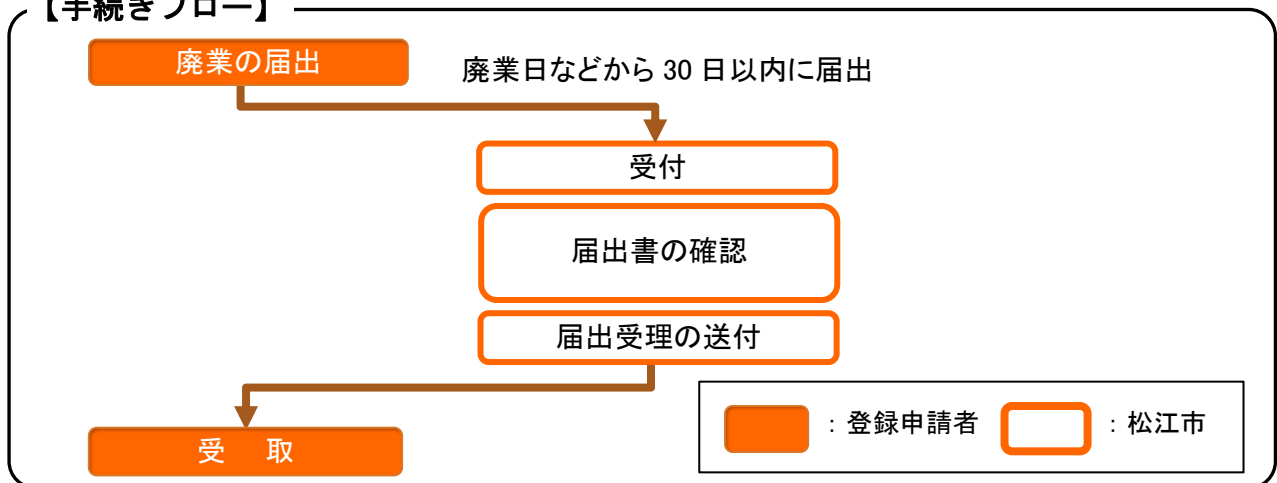 【手続きフロー】
廃業の届出
廃業日などから 30 日以内に届出
受付
届出書の確認
届出受理の送付
受　取
：登録申請者
：松江市